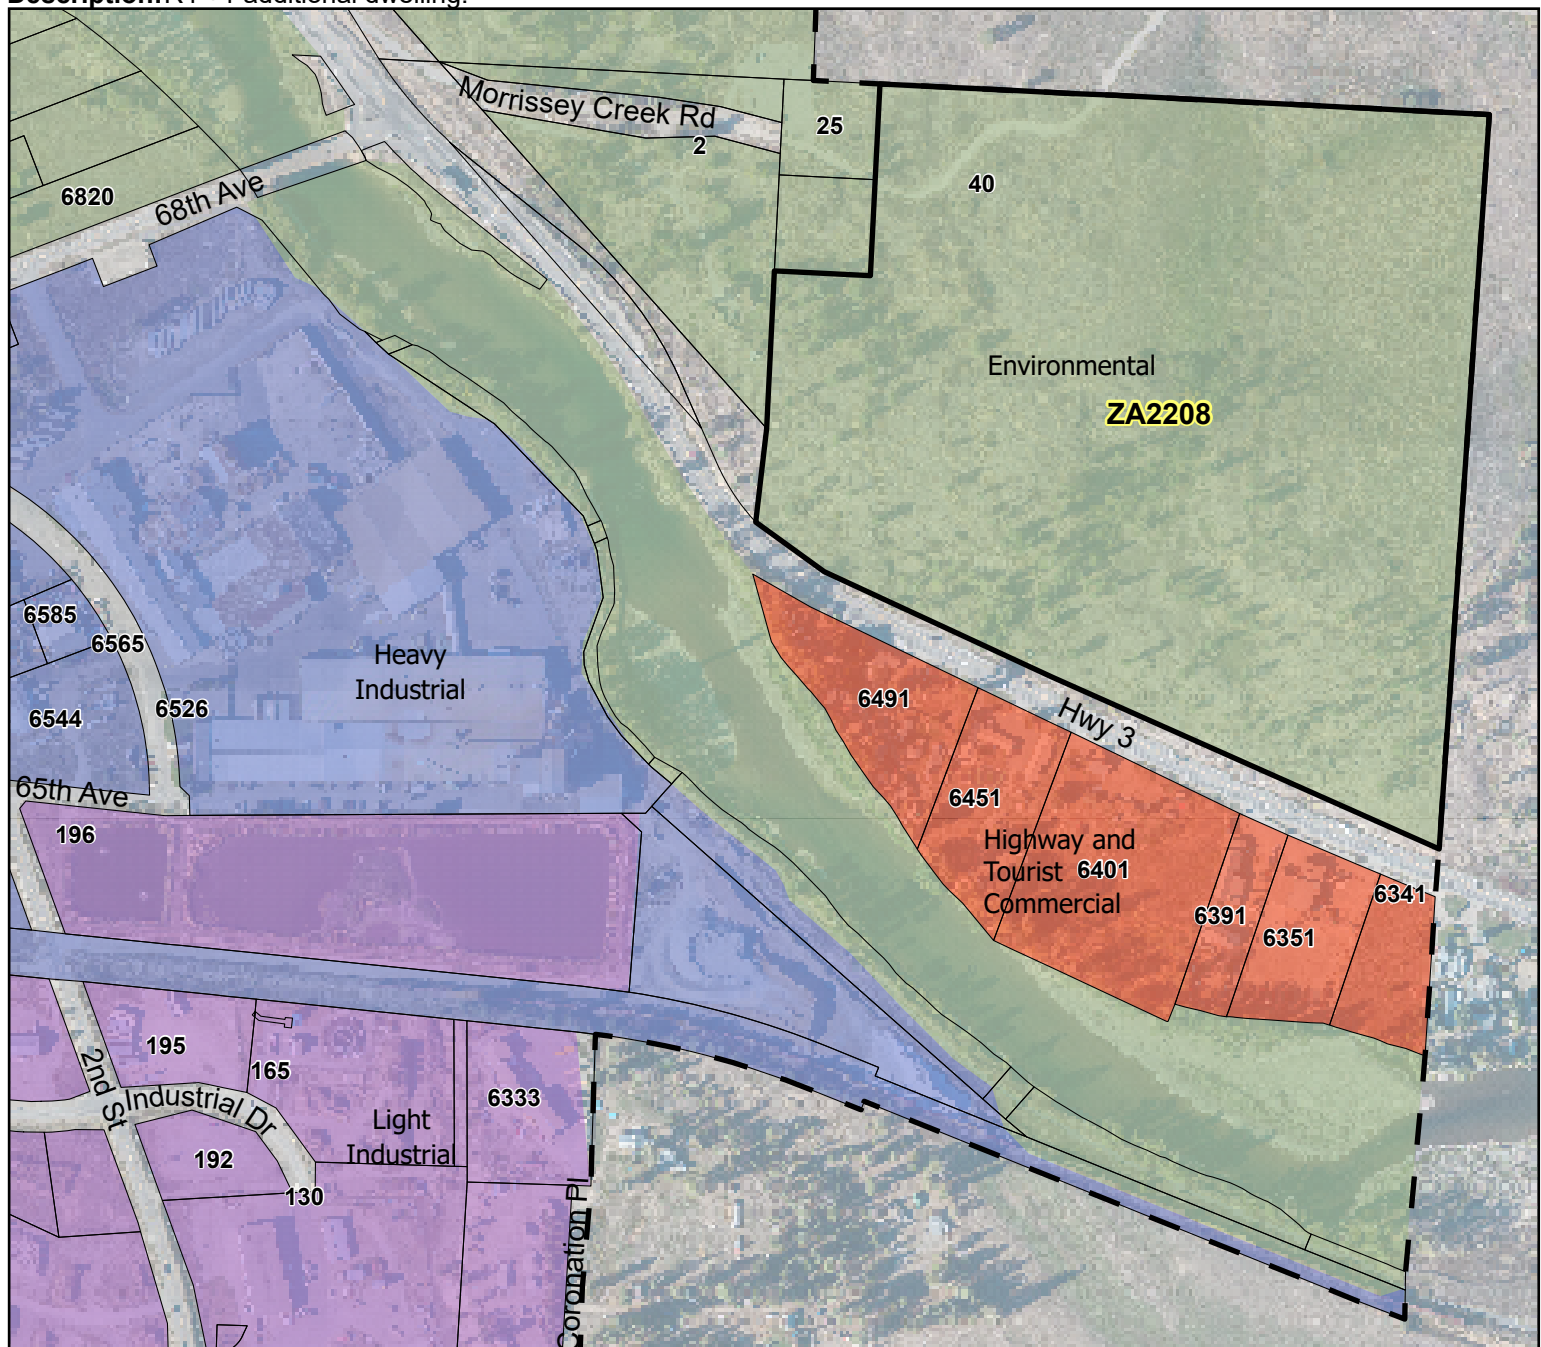 Morrissey Creek Rd
2
25
40
6820
68th Ave
Environmental
ZA2208
6585
6565
6544
6526
Heavy
Industrial
6491
Hwy 3
6451
Highway and
Tourist
Commercial
6401
6391
6351
6341
65th Ave
196
195
165
2nd St
Industrial Dr
Light
Industrial
6333
192
130
Coronation Pl